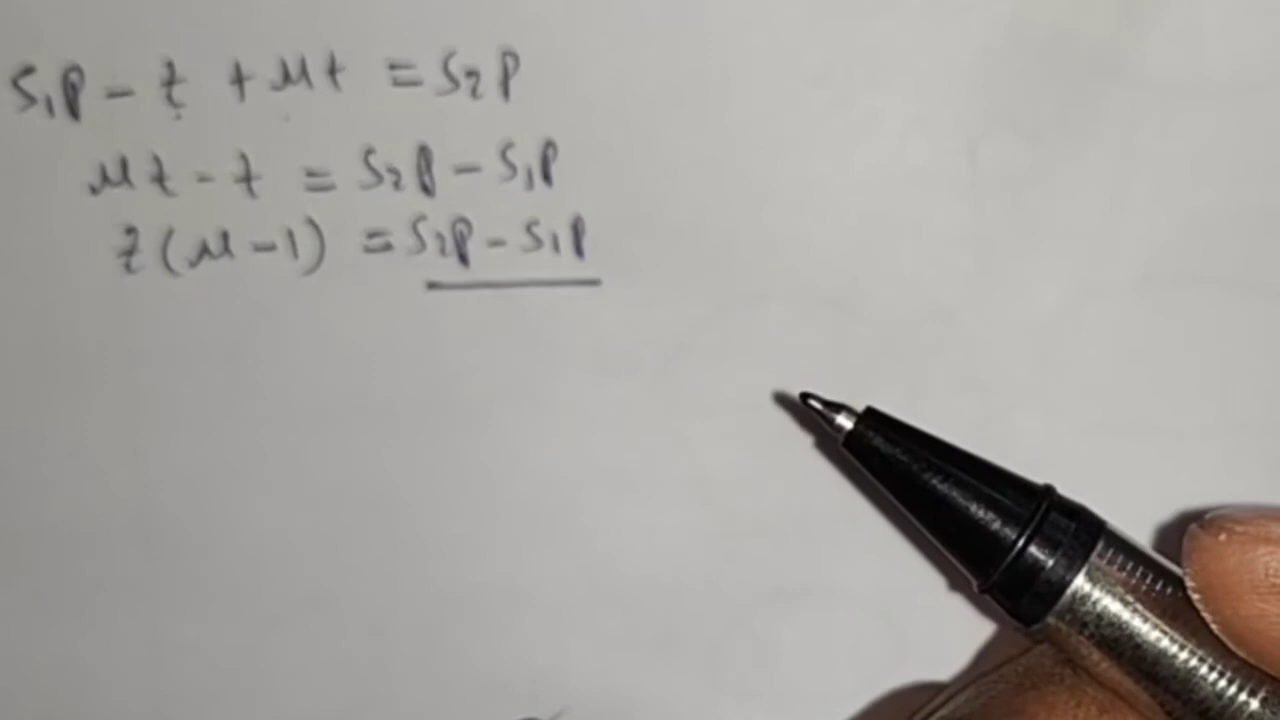 S₁P - t + μt = S₂P
μt - t = S₂P - S₁P
t(μ-1) = S₂P - S₁P